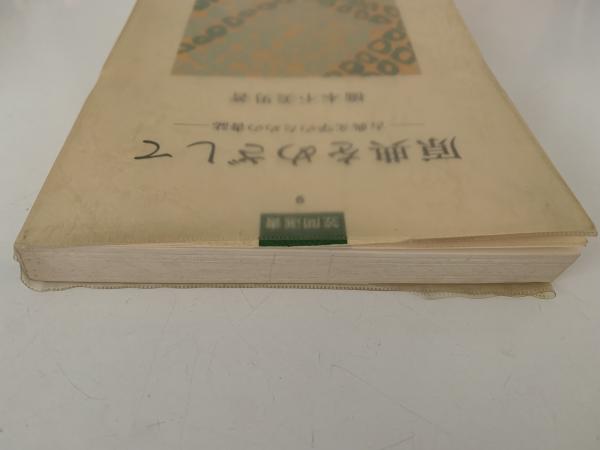 笠間選書
9
原典をめざして
―古典文学のための書誌―
橋本不美男著